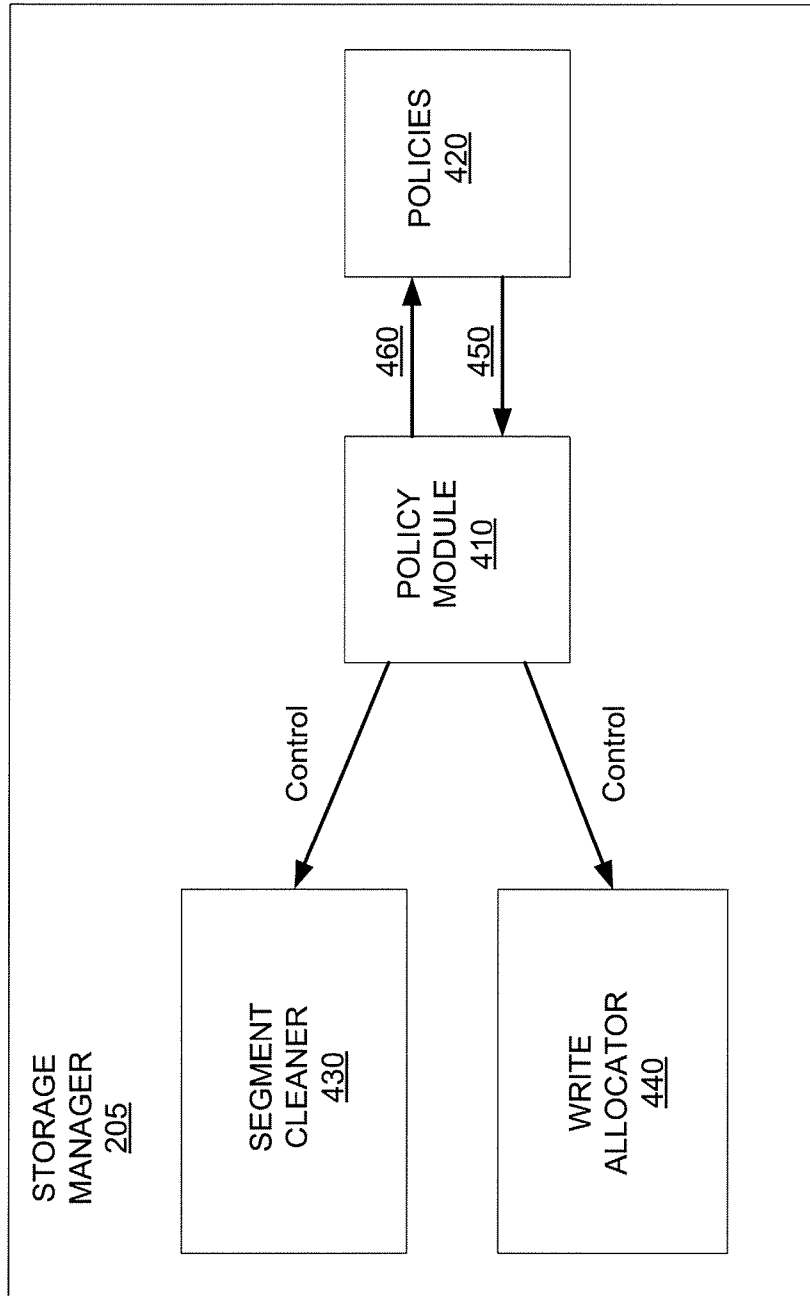 STORAGE
MANAGER
205
SEGMENT
CLEANER
430
WRITE
ALLOCATOR
440
Control
Control
POLICY
MODULE
410
460
450
POLICIES
420